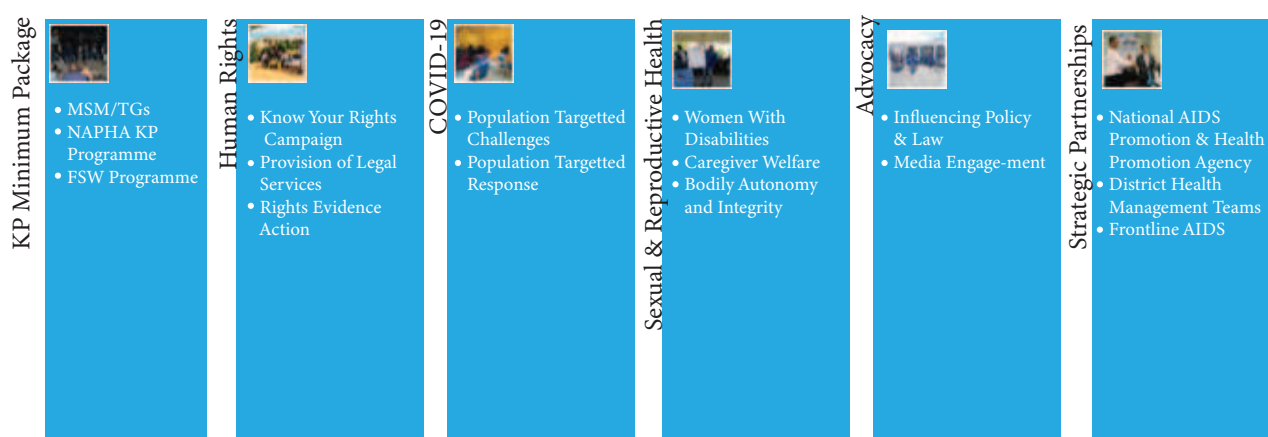 KP Minimum Package
• MSM/TGs
• NAPHA KP
Programme
• FSW Programme
Human Rights
• Know Your Rights
Campaign
• Provision of Legal
Services
• Rights Evidence
Action
COVID-19
• Population Targetted
Challenges
• Population Targetted
Response
Sexual & Reproductive Health
• Women With
Disabilities
• Caregiver Welfare
• Bodily Autonomy
and Integrity
Advocacy
• Influencing Policy
& Law
• Media Engage-ment
Strategic Partnerships
• National AIDS
Promotion & Health
Promotion Agency
• District Health
Management Teams
• Frontline AIDS